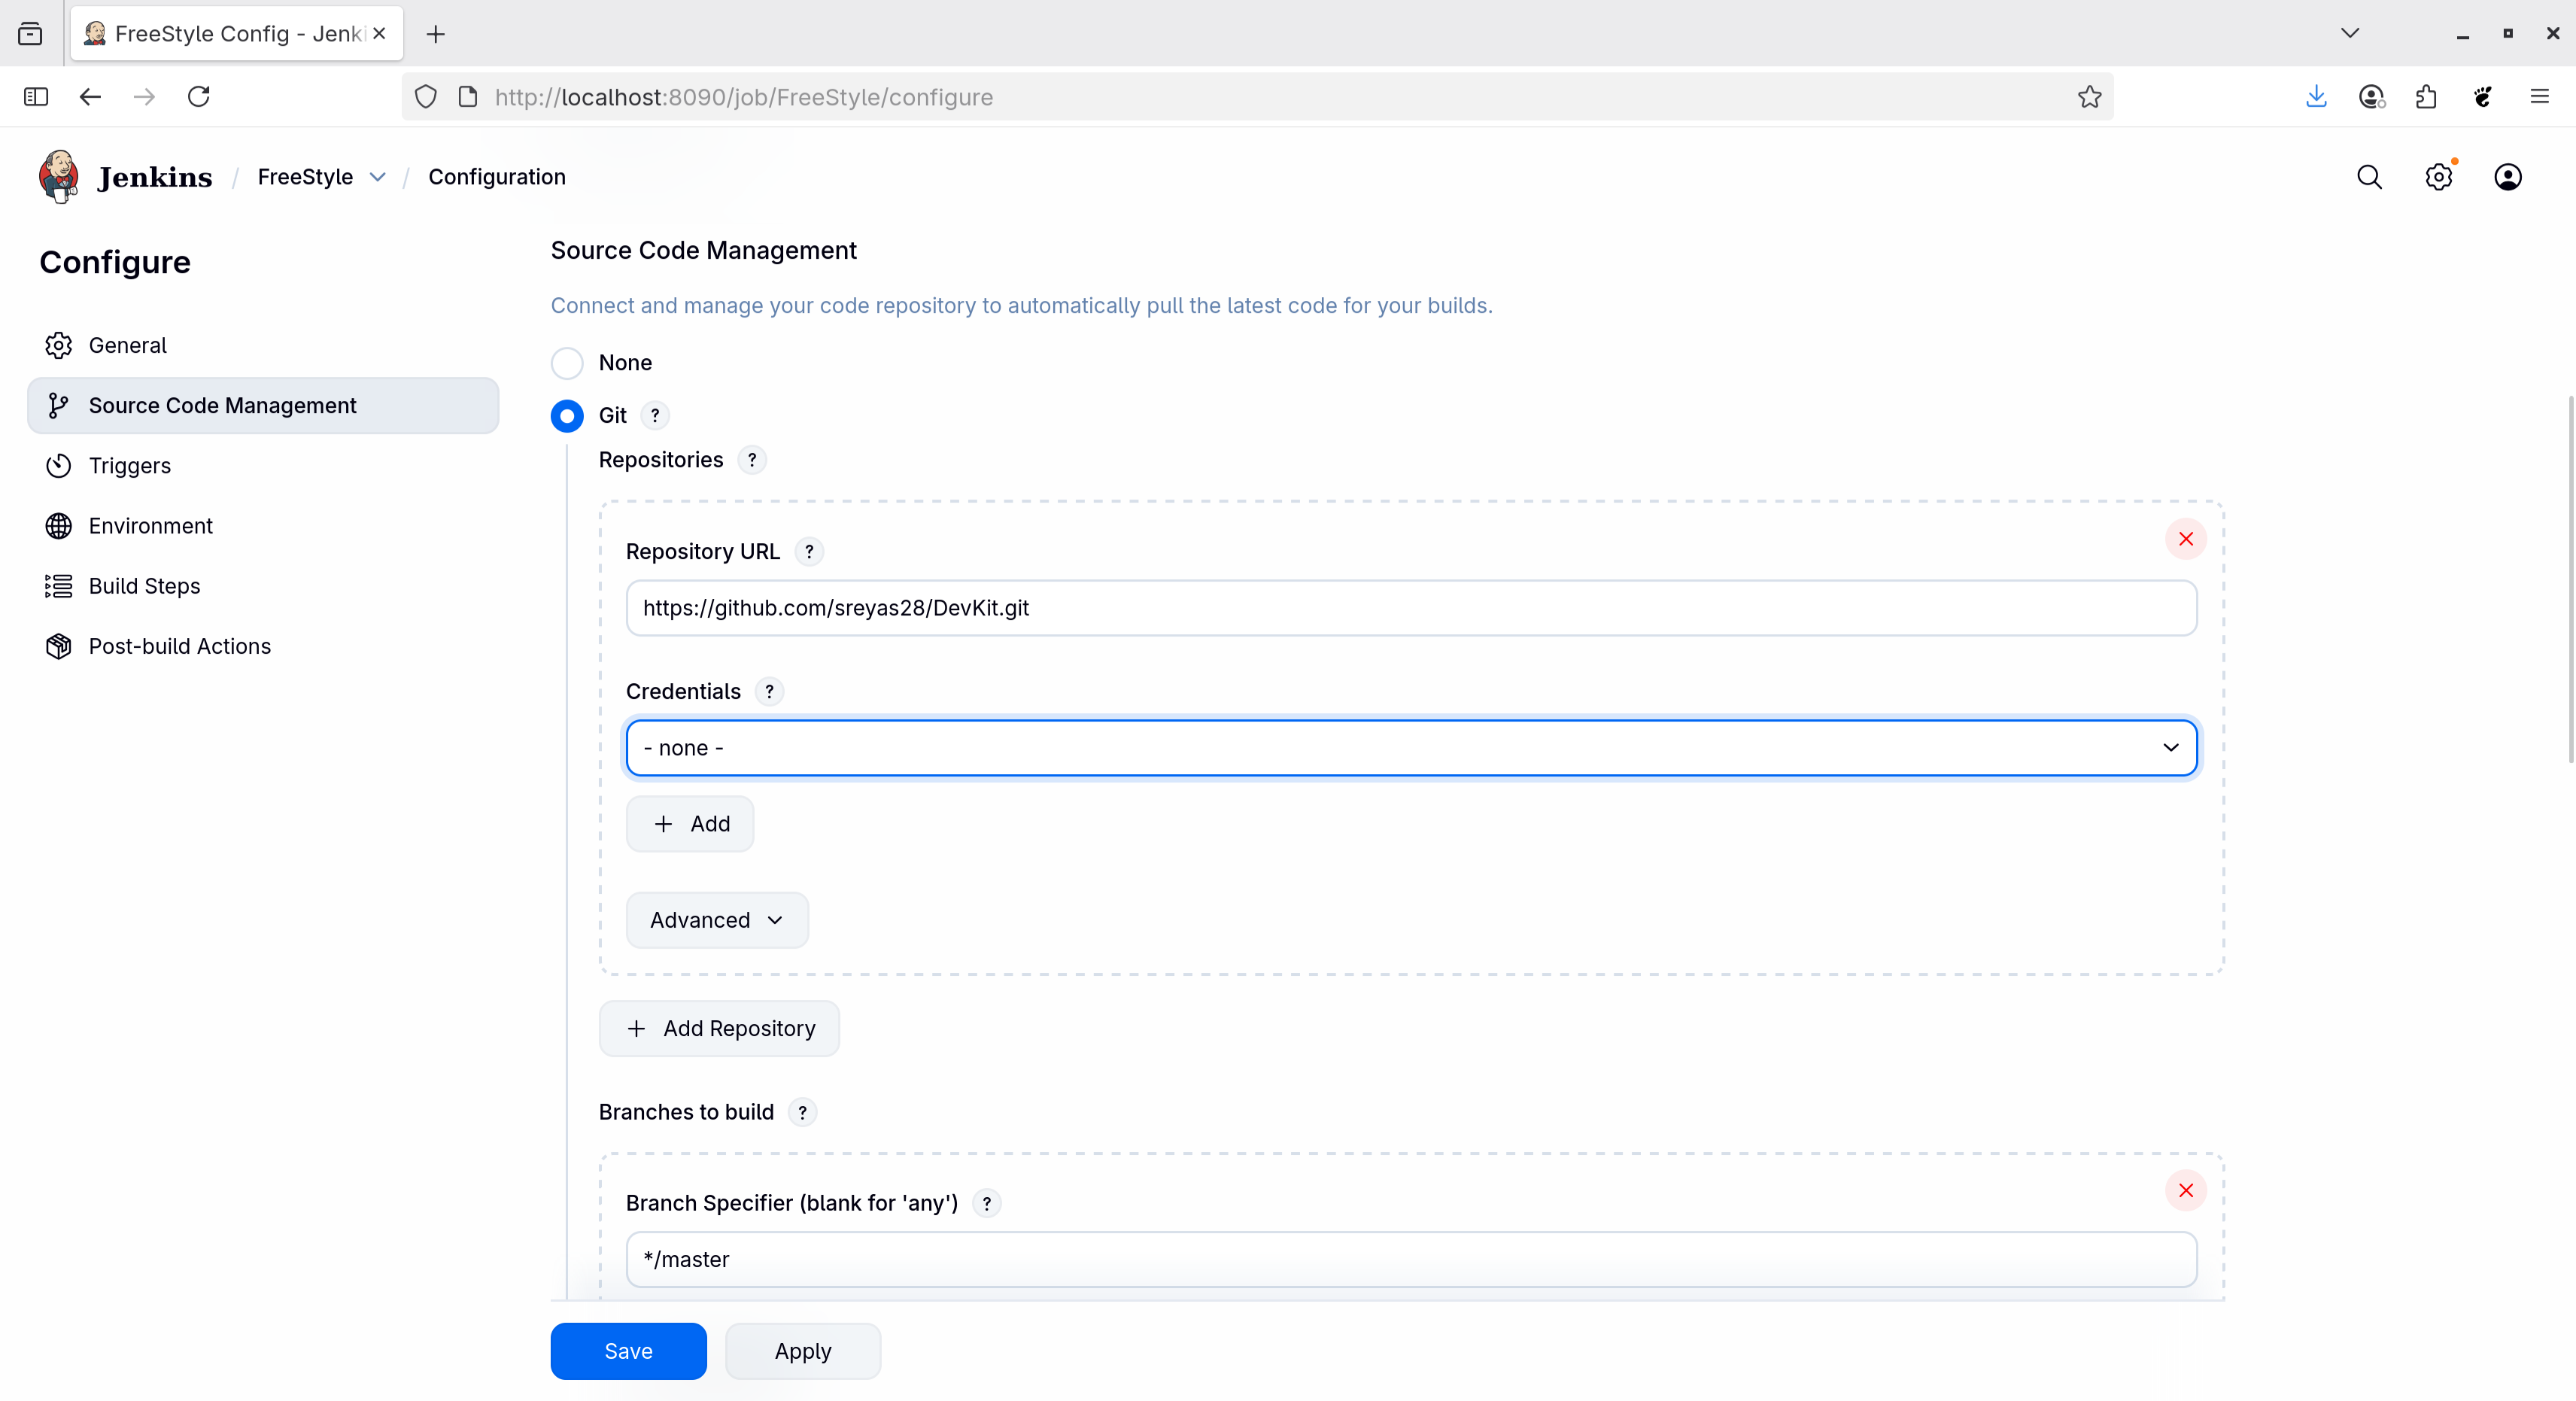 FreeStyle Config - Jenki
http://localhost:8090/job/FreeStyle/configure
Jenkins / FreeStyle / Configuration
Configure
General
Source Code Management
Triggers
Environment
Build Steps
Post-build Actions
Source Code Management
Connect and manage your code repository to automatically pull the latest code for your builds.
None
Git ?
Repositories ?
Repository URL ?
https://github.com/sreyas28/DevKit.git
Credentials ?
- none -
+ Add
Advanced
+ Add Repository
Branches to build ?
Branch Specifier (blank for 'any') ?
*/master
Save
Apply